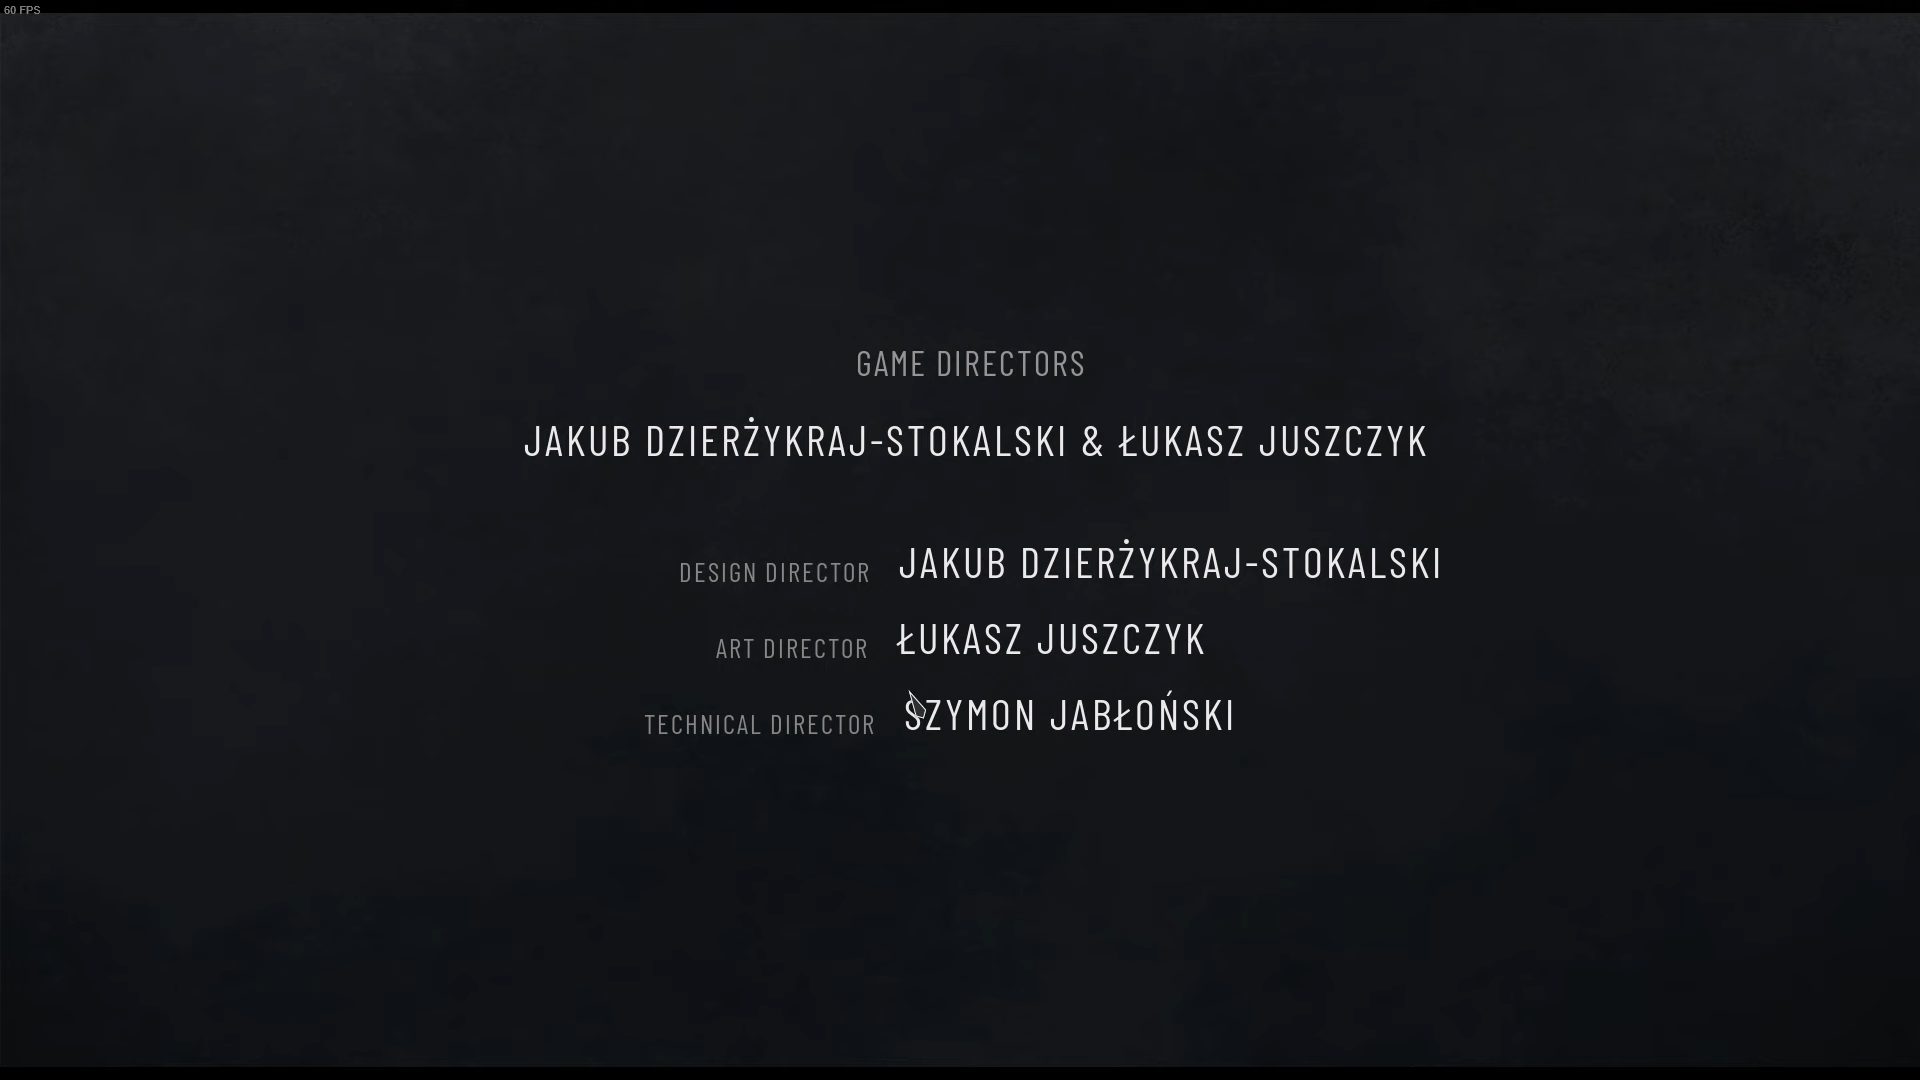 60 FPS
GAME DIRECTORS
JAKUB DZIERŻYKRAJ-STOKALSKI & ŁUKASZ JUSZCZYK
DESIGN DIRECTOR JAKUB DZIERŻYKRAJ-STOKALSKI
ART DIRECTOR ŁUKASZ JUSZCZYK
TECHNICAL DIRECTOR SZYMON JABŁOŃSKI